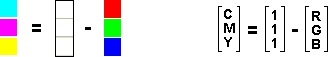 = -
[C M Y] = [1 1 1] - [R G B]